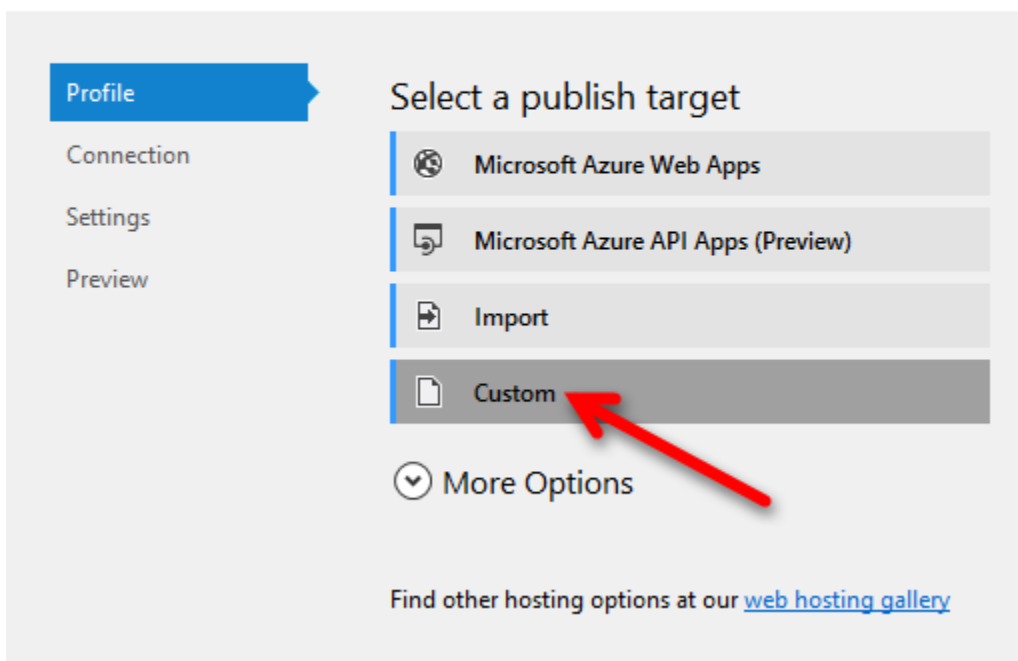 Profile
Connection
Settings
Preview
Select a publish target
Microsoft Azure Web Apps
Microsoft Azure API Apps (Preview)
Import
Custom
More Options
Find other hosting options at our web hosting gallery